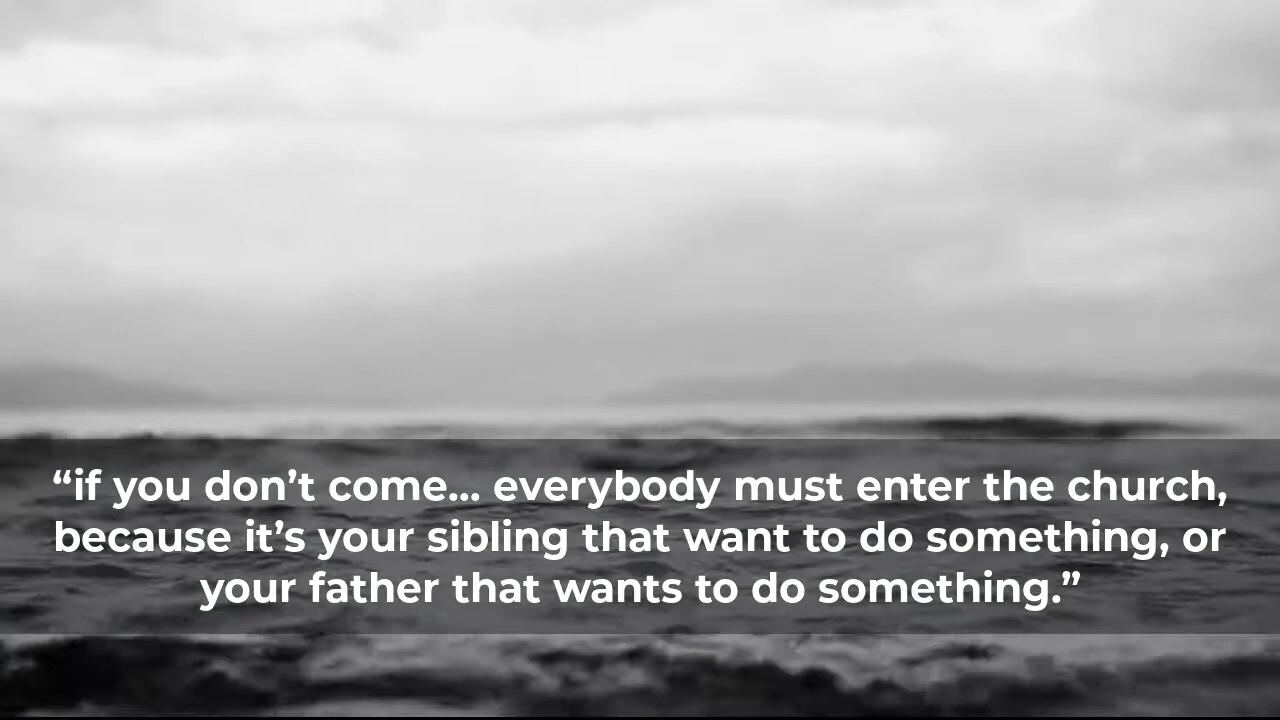 “if you don’t come... everybody must enter the church,
because it’s your sibling that want to do something, or
your father that wants to do something.”